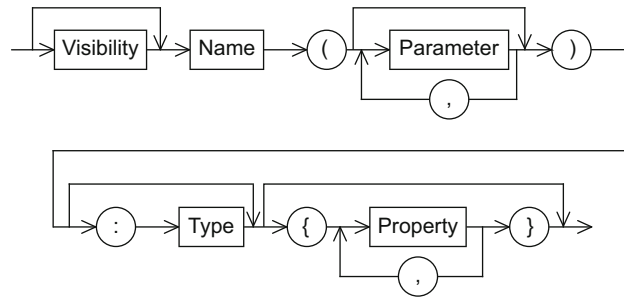 Visibility Name ( Parameter )
,
: Type { Property }
,